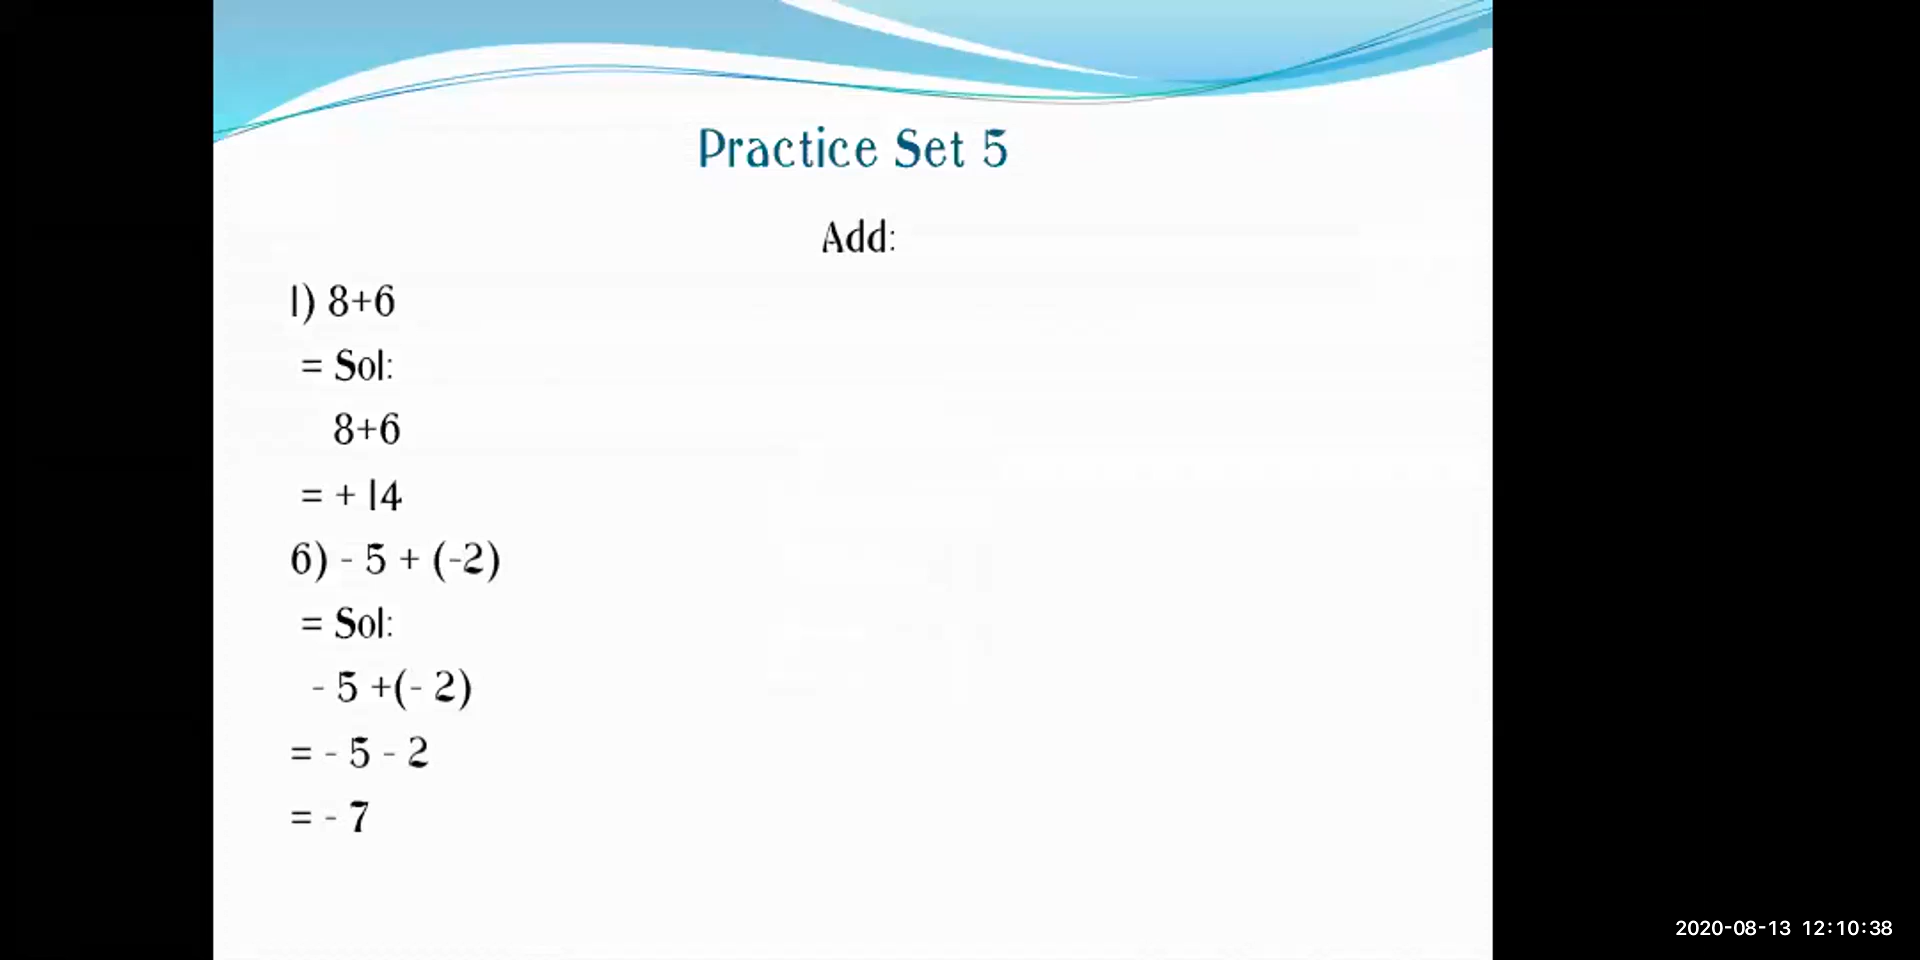 Practice Set 5
Add:
1) 8+6
= Sol:
8+6
= + 14
6) - 5 + (-2)
= Sol:
- 5 +(- 2)
= - 5 - 2
= - 7
2020-08-13 12:10:38